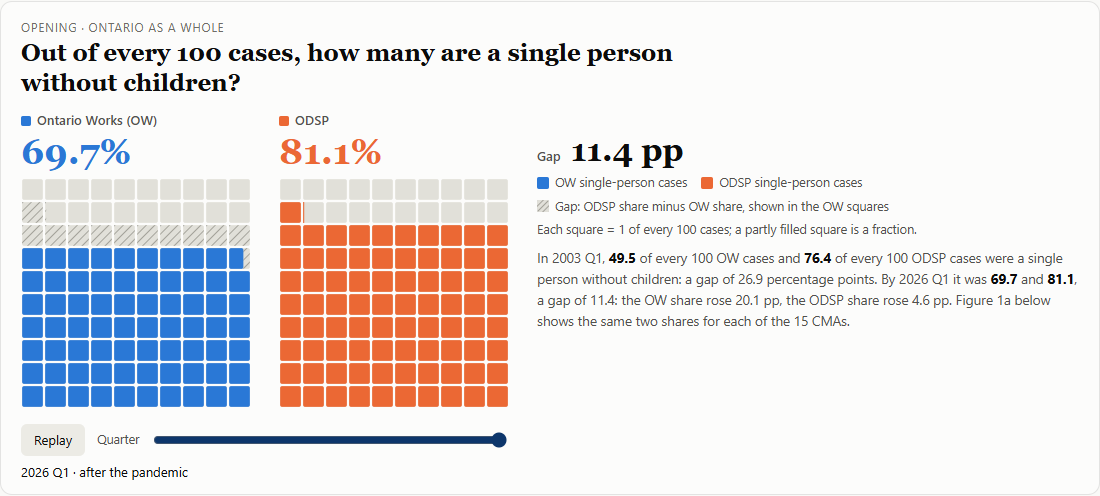 OPENING · ONTARIO AS A WHOLE
Out of every 100 cases, how many are a single person
without children?
Ontario Works (OW)
69.7%
ODSP
81.1%
Gap 11.4 pp
OW single-person cases ODSP single-person cases
Gap: ODSP share minus OW share, shown in the OW squares
Each square = 1 of every 100 cases; a partly filled square is a fraction.
In 2003 Q1, 49.5 of every 100 OW cases and 76.4 of every 100 ODSP cases were a single
person without children: a gap of 26.9 percentage points. By 2026 Q1 it was 69.7 and 81.1,
a gap of 11.4: the OW share rose 20.1 pp, the ODSP share rose 4.6 pp. Figure 1a below
shows the same two shares for each of the 15 CMAs.
Replay Quarter
2026 Q1 · after the pandemic